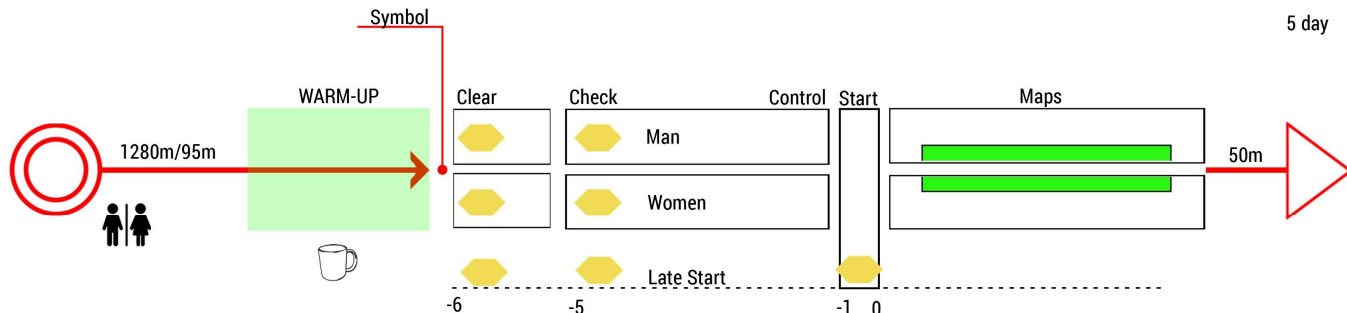 Symbol
5 day
WARM-UP
Clear
Check
Control
Start
Maps
1280m/95m
Man
50m
Women
Late Start
-6
-5
-1
0